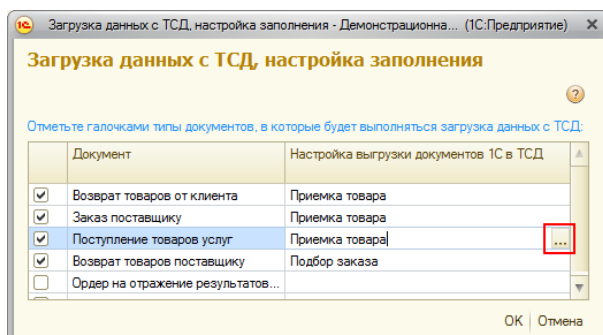 1С Загрузка данных с ТСД, настройка заполнения - Демонстрационна... (1С:Предприятие)
Загрузка данных с ТСД, настройка заполнения
?
Отметьте галочками типы документов, в которые будет выполняться загрузка данных с ТСД:
Документ Настройка выгрузки документов 1С в ТСД
Возврат товаров от клиента Приемка товара
Заказ поставщику Приемка товара
Поступление товаров услуг Приемка товара ...
Возврат товаров поставщику Подбор заказа
Ордер на отражение результатов...
ОК Отмена